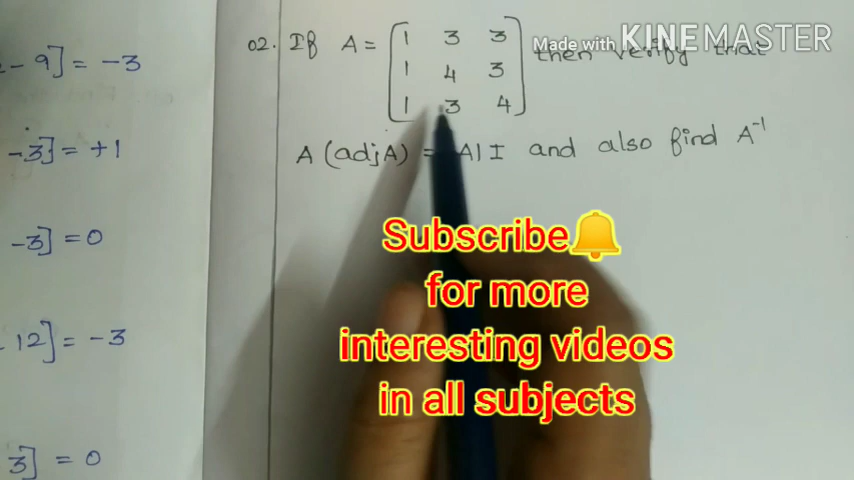 - 9] = -3
-3] = +1
-3] = 0
12] = -3
3] = 0
02. If A = [1 3 3
1 4 3
1 3 4] then verify that
A (adjA) = A| I and also find A⁻¹
Made with KINEMASTER
Subscribe🔔
for more
interesting videos
in all subjects